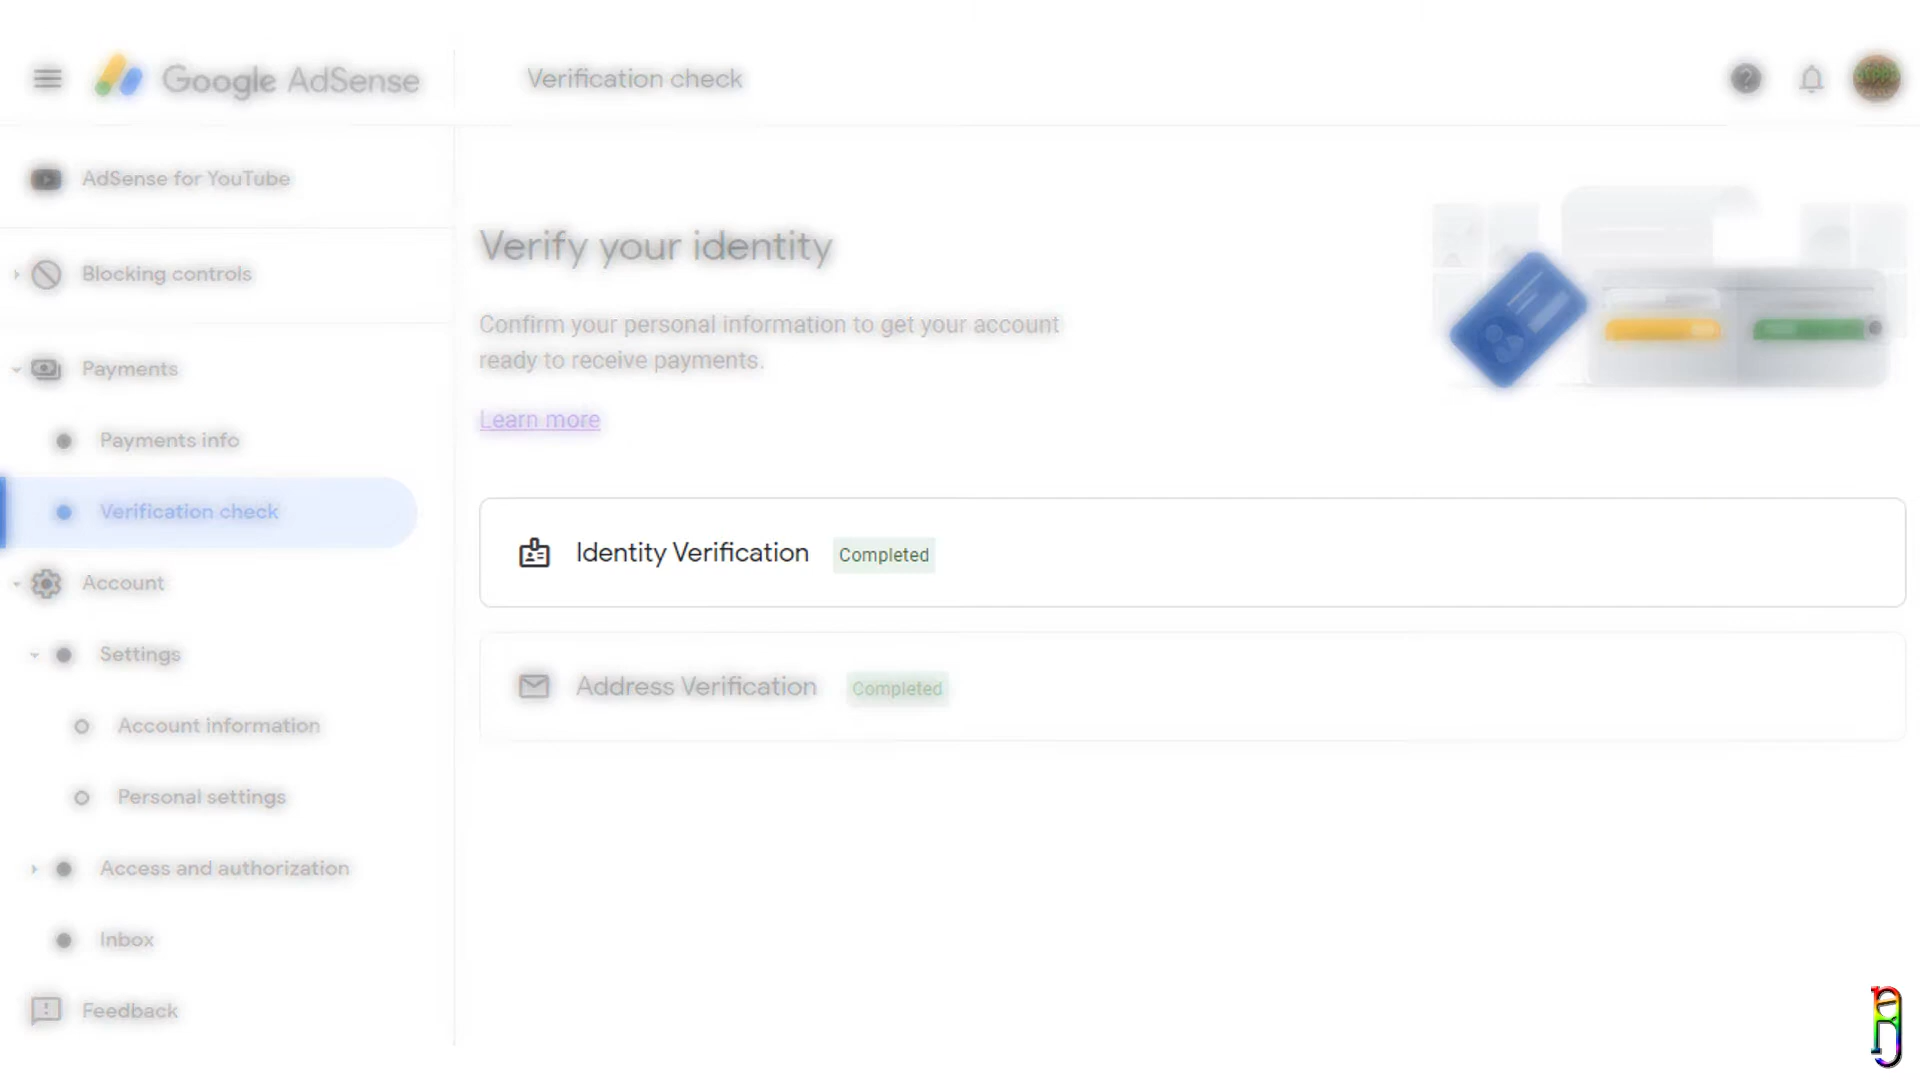 Google AdSense
Verification check
AdSense for YouTube
Blocking controls
Payments
Payments info
Verification check
Account
Settings
Account information
Personal settings
Access and authorization
Inbox
Feedback
Verify your identity
Confirm your personal information to get your account
ready to receive payments.
Learn more
Identity Verification Completed
Address Verification Completed